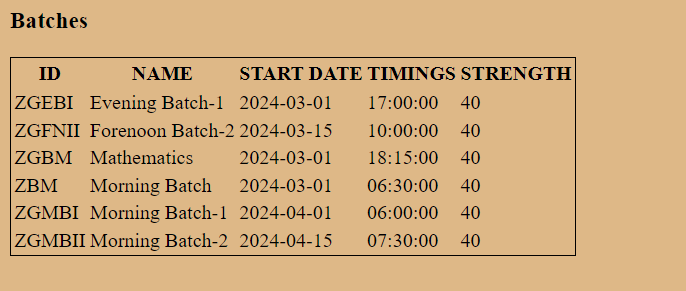 Batches
ID NAME START DATE TIMINGS STRENGTH
ZGEBI Evening Batch-1 2024-03-01 17:00:00 40
ZGFNII Forenoon Batch-2 2024-03-15 10:00:00 40
ZGBM Mathematics 2024-03-01 18:15:00 40
ZBM Morning Batch 2024-03-01 06:30:00 40
ZGMBI Morning Batch-1 2024-04-01 06:00:00 40
ZGMBII Morning Batch-2 2024-04-15 07:30:00 40